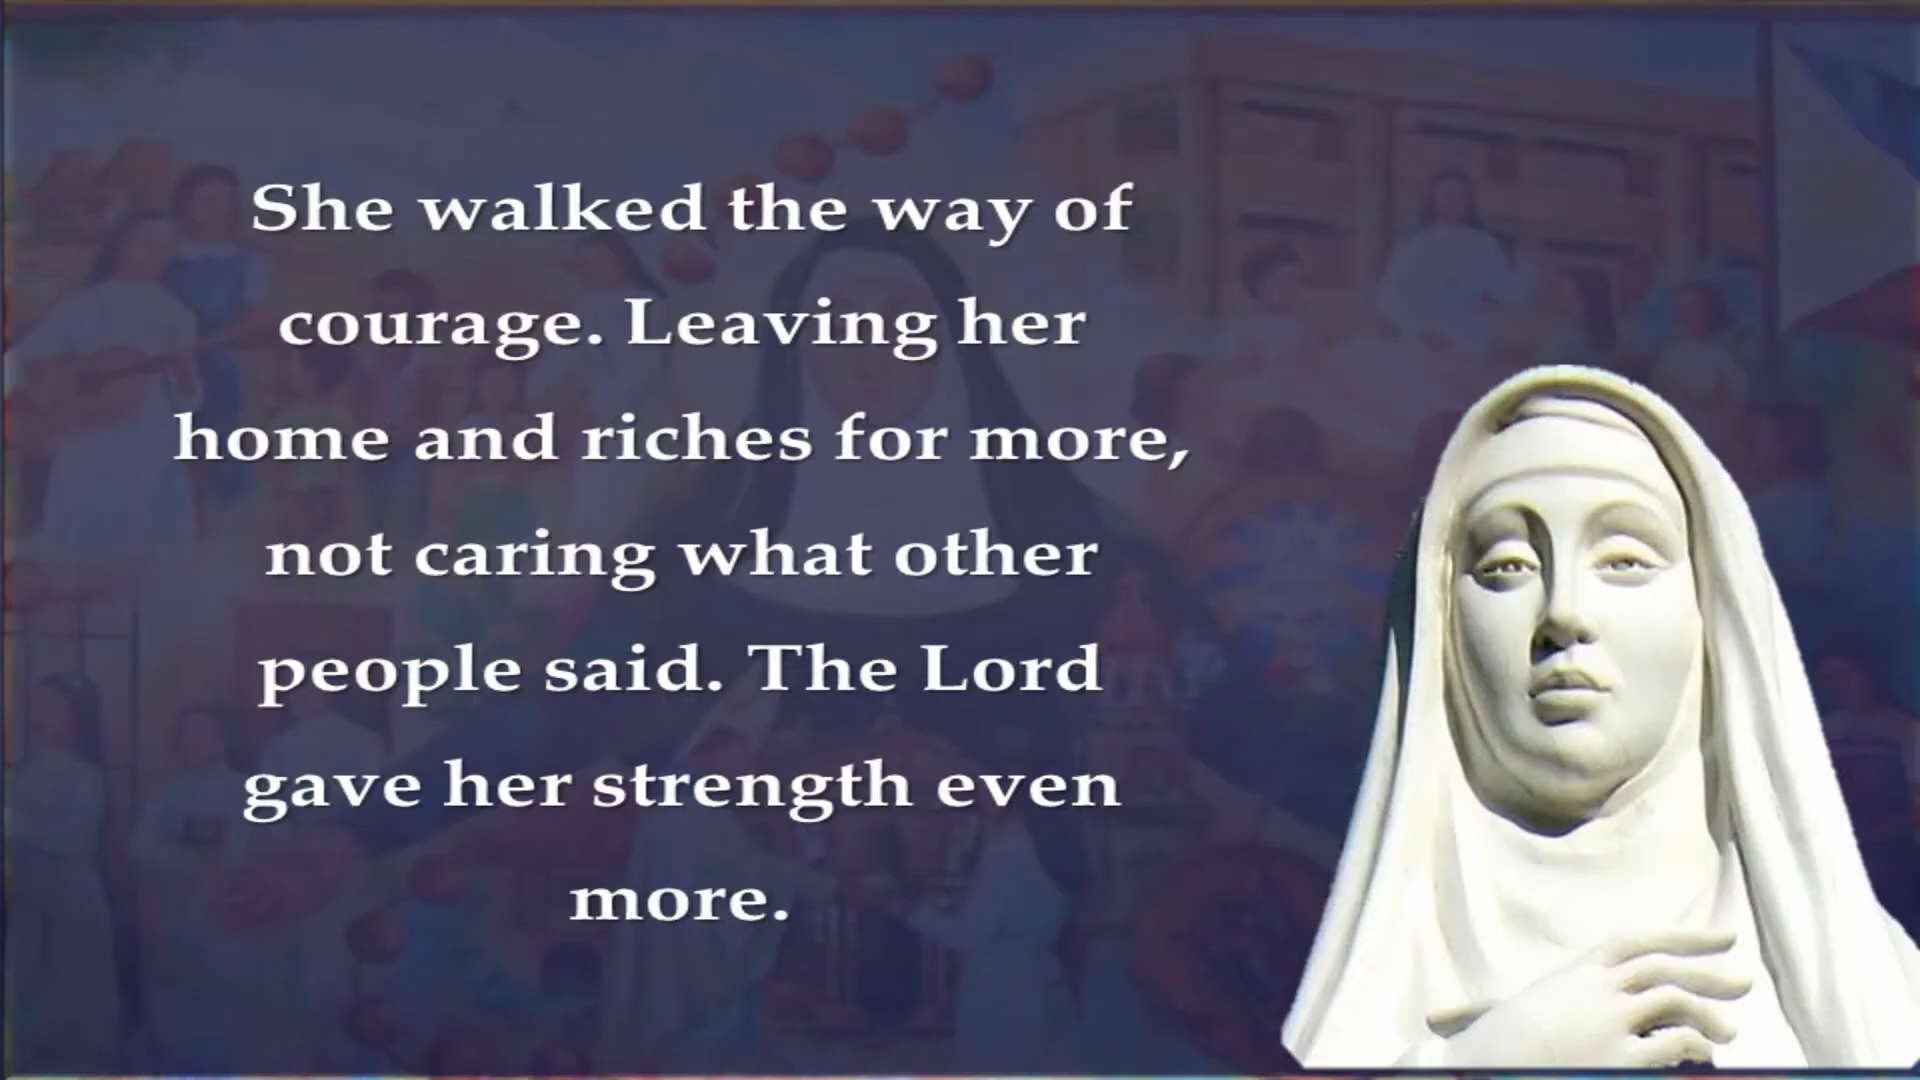 She walked the way of
courage. Leaving her
home and riches for more,
not caring what other
people said. The Lord
gave her strength even
more.